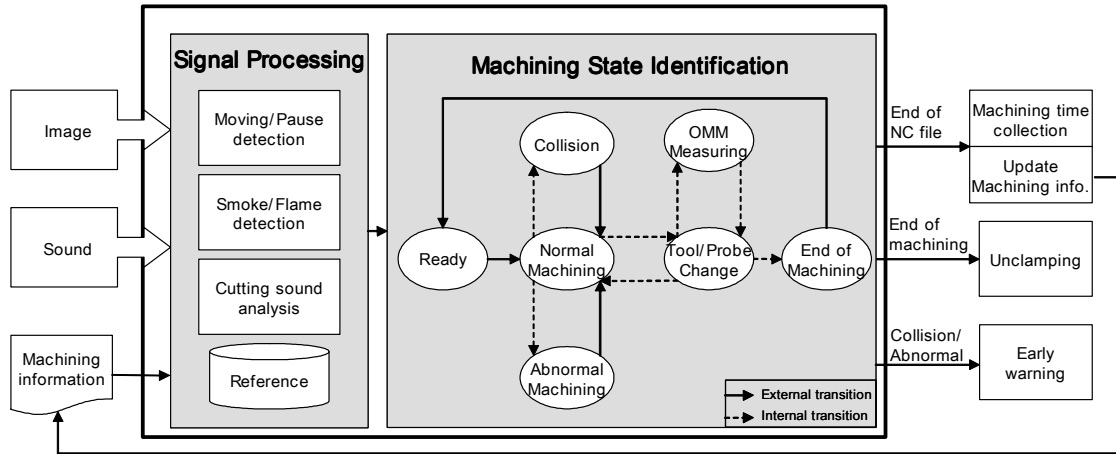 Signal Processing
Machining State Identification
Image
Sound
Machining
information
Moving/Pause
detection
Smoke/Flame
detection
Cutting sound
analysis
Reference
Collision
OMM
Measuring
Ready
Normal
Machining
Tool/Probe
Change
End of
Machining
Abnormal
Machining
External transition
Internal transition
End of
NC file
Machining time
collection
Update
Machining info.
End of
machining
Unclamping
Collision/
Abnormal
Early
warning